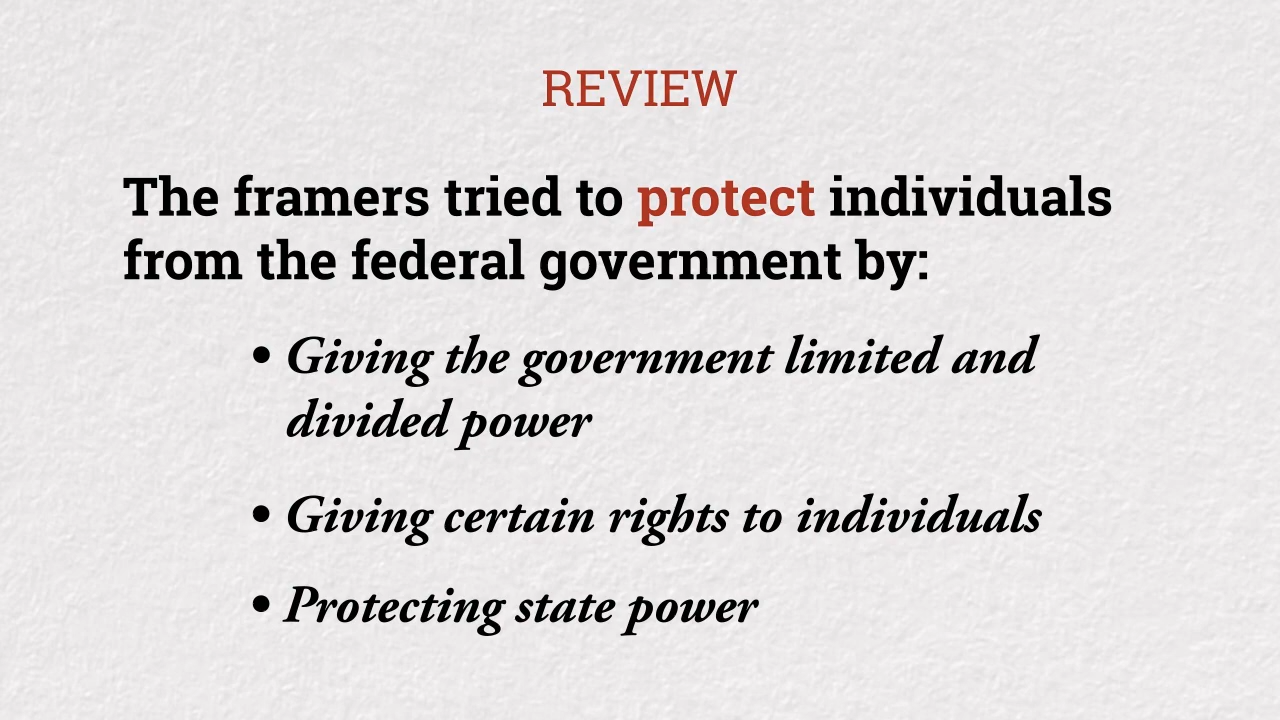 REVIEW
The framers tried to protect individuals
from the federal government by:
• Giving the government limited and
divided power
• Giving certain rights to individuals
• Protecting state power